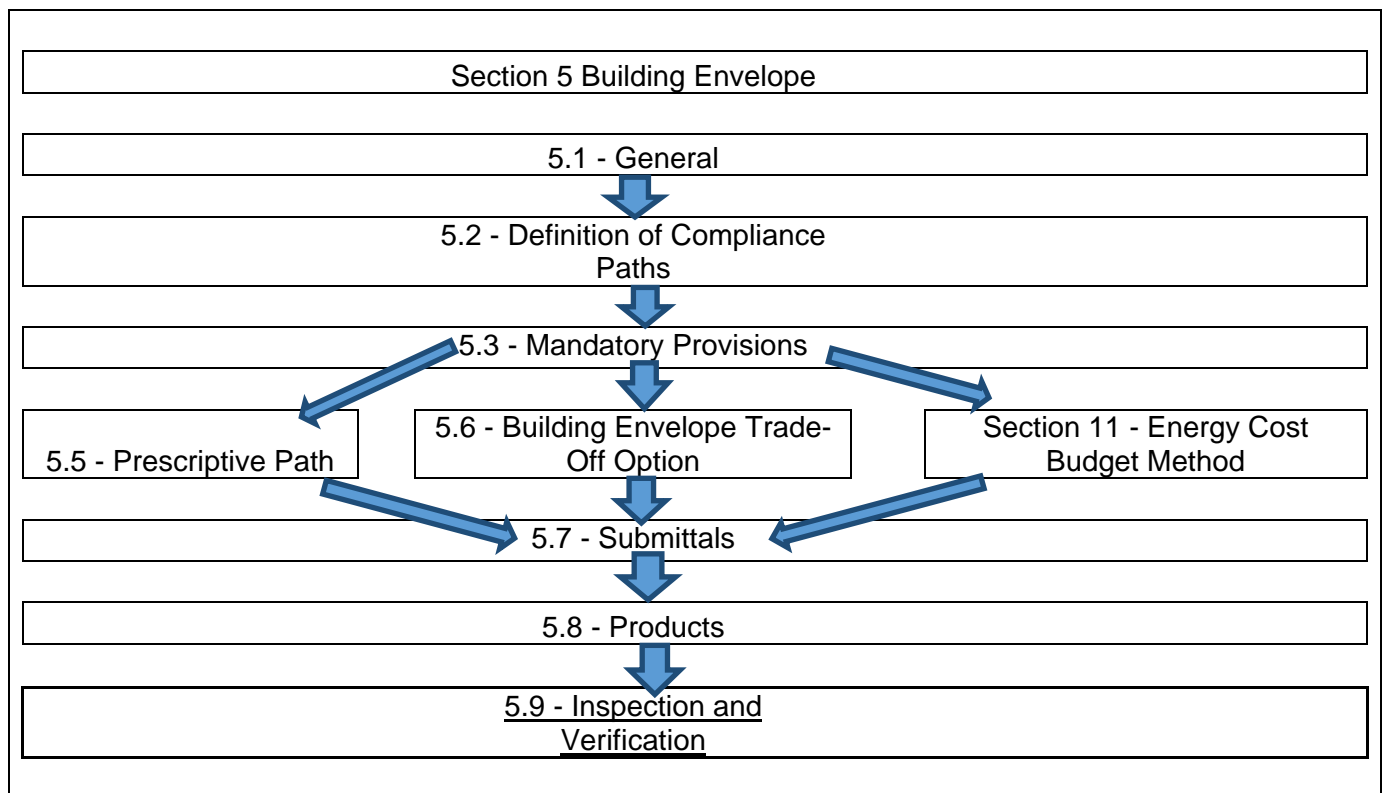 Section 5 Building Envelope
5.1 - General
5.2 - Definition of Compliance
Paths
5.3 - Mandatory Provisions
5.5 - Prescriptive Path
5.6 - Building Envelope Trade-
Off Option
Section 11 - Energy Cost
Budget Method
5.7 - Submittals
5.8 - Products
5.9 - Inspection and
Verification